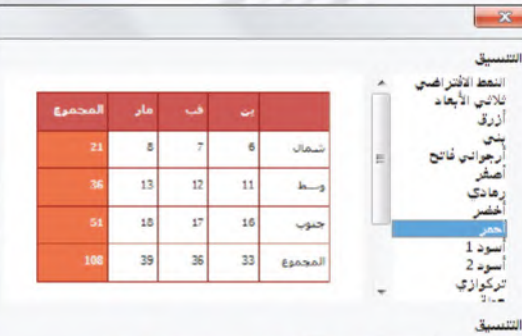 التنسيق
النمط الافتراضي
ثلاثي الأبعاد
أزرق
بني
أرجواني فاتح
أصفر
رمادي
أخضر
أحمر
أسود 1
أسود 2
تركوازي
ين فب مار المجموع
شمال 6 7 8 21
وسط 11 12 13 36
جنوب 16 17 18 51
المجموع 33 36 39 108
التنسيق